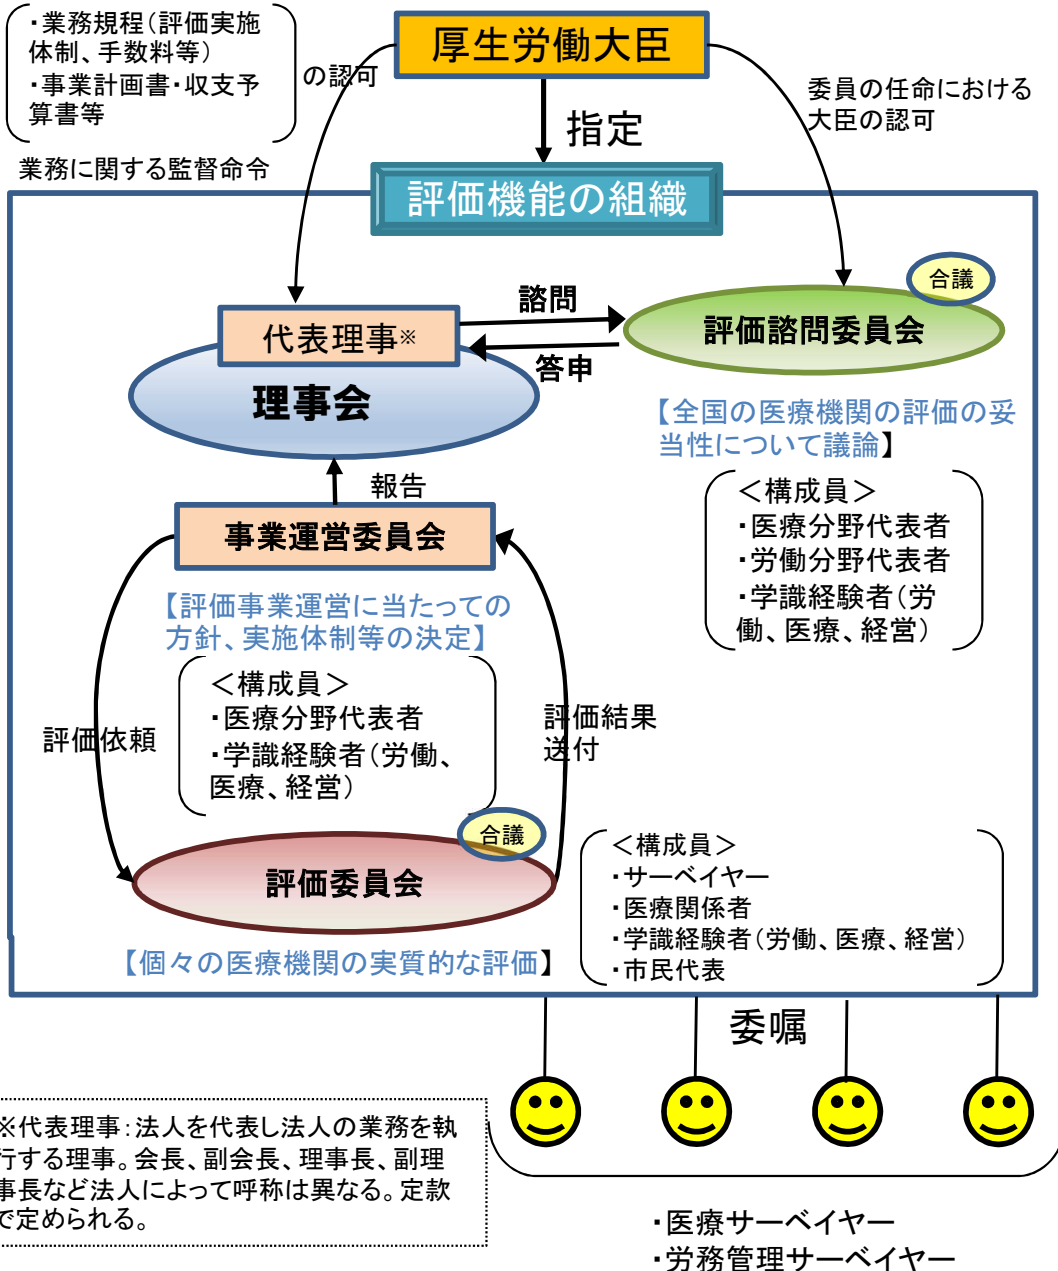 ・業務規程（評価実施
体制、手数料等）
・事業計画書・収支予
算書等
の認可
厚生労働大臣
委員の任命における
大臣の認可
指定
業務に関する監督命令
評価機能の組織
合議
諮問
代表理事※
評価諮問委員会
答申
理事会
【全国の医療機関の評価の妥
当性について議論】
報告
＜構成員＞
・医療分野代表者
・労働分野代表者
・学識経験者（労
働、医療、経営）
事業運営委員会
【評価事業運営に当たっての
方針、実施体制等の決定】
＜構成員＞
・医療分野代表者
・学識経験者（労働、
医療、経営）
評価依頼
評価結果
送付
合議
評価委員会
＜構成員＞
・サーベイヤー
・医療関係者
・学識経験者（労働、医療、経営）
・市民代表
【個々の医療機関の実質的な評価】
委嘱
※代表理事：法人を代表し法人の業務を執
行する理事。会長、副会長、理事長、副理
事長など法人によって呼称は異なる。定款
で定められる。
・医療サーベイヤー
・労務管理サーベイヤー